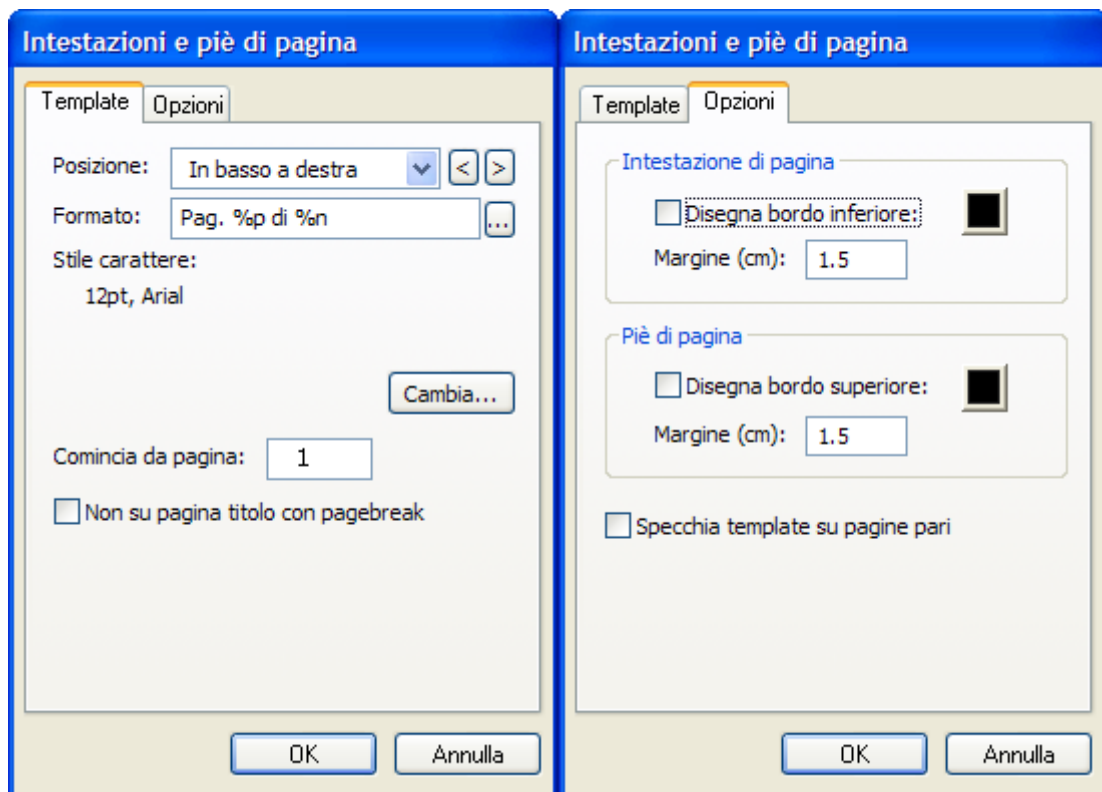 Intestazioni e piè di pagina
Template Opzioni
Posizione: In basso a destra < >
Formato: Pag. %p di %n ...
Stile carattere:
12pt, Arial
Cambia...
Comincia da pagina: 1
Non su pagina titolo con pagebreak
OK Annulla
Intestazioni e piè di pagina
Template Opzioni
Intestazione di pagina
Disegna bordo inferiore:
Margine (cm): 1.5
Piè di pagina
Disegna bordo superiore:
Margine (cm): 1.5
Specchia template su pagine pari
OK Annulla